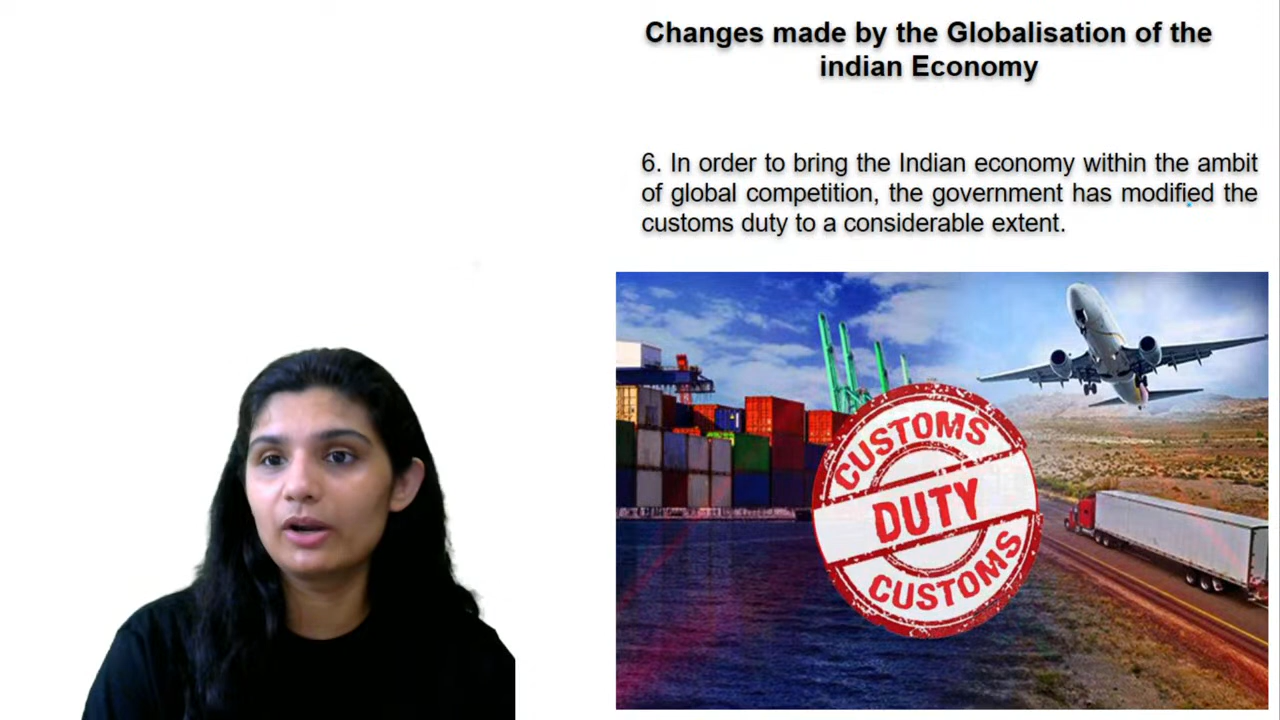 Changes made by the Globalisation of the
indian Economy
6. In order to bring the Indian economy within the ambit
of global competition, the government has modified the
customs duty to a considerable extent.
CUSTOMS
DUTY
CUSTOMS